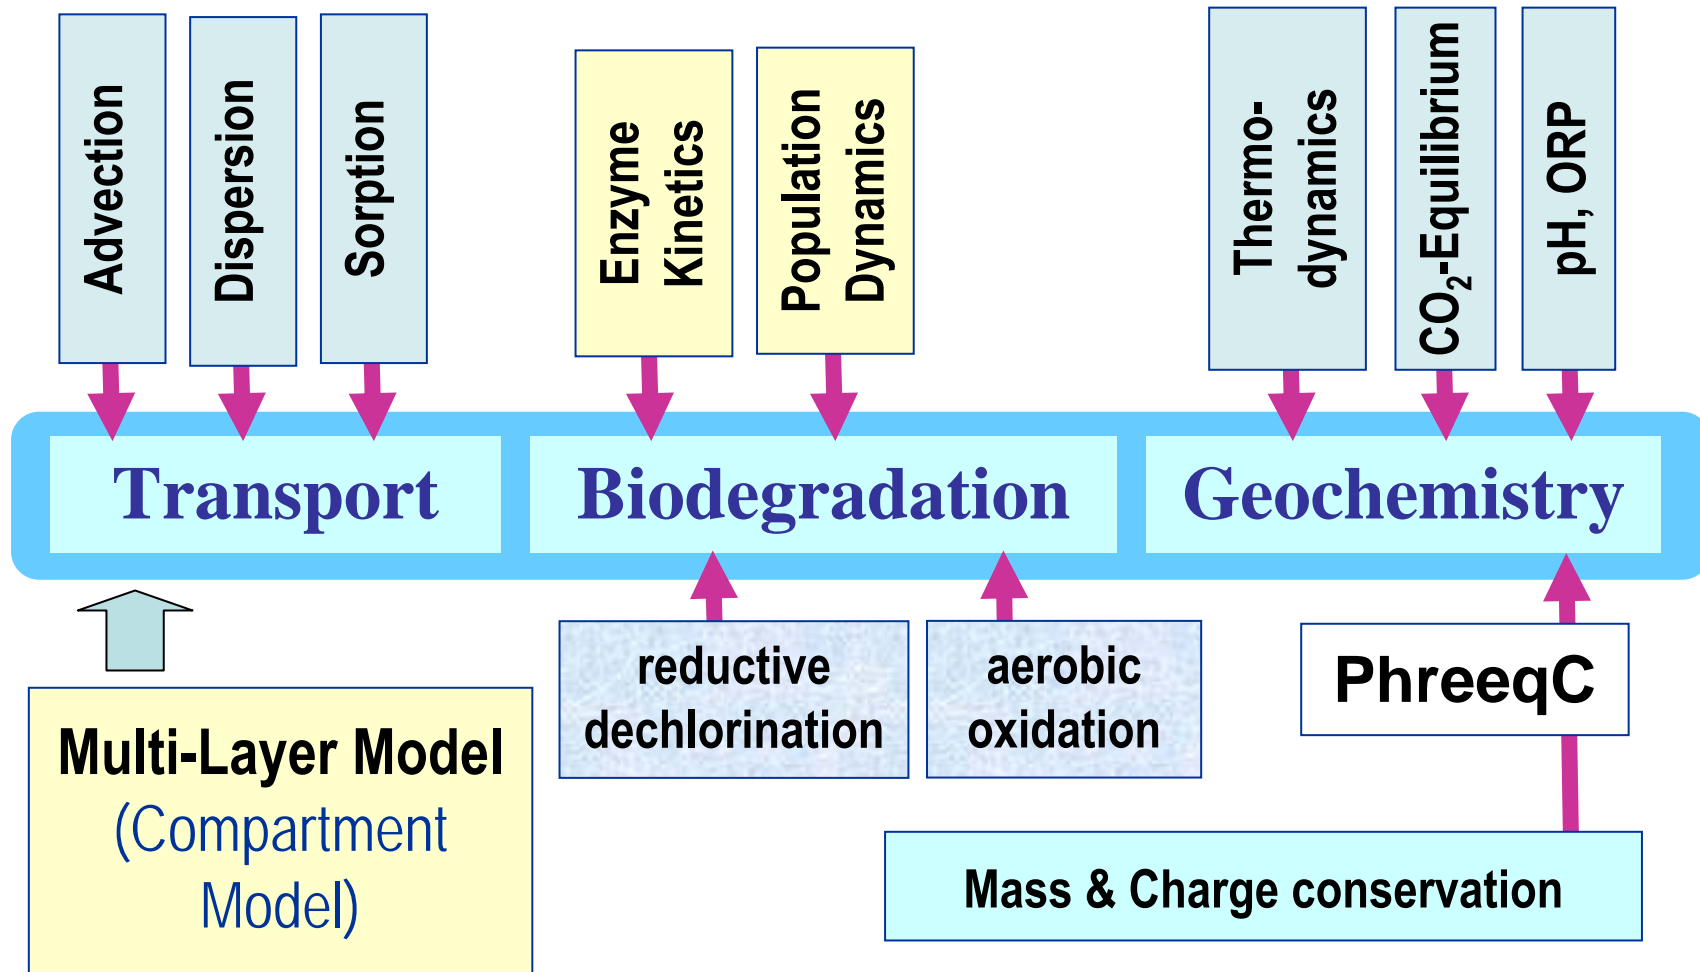 Advection
Dispersion
Sorption
Enzyme
Kinetics
Population
Dynamics
Thermo-
dynamics
CO₂-Equilibrium
pH, ORP
Transport
Biodegradation
Geochemistry
Multi-Layer Model
(Compartment
Model)
reductive
dechlorination
aerobic
oxidation
PhreeqC
Mass & Charge conservation